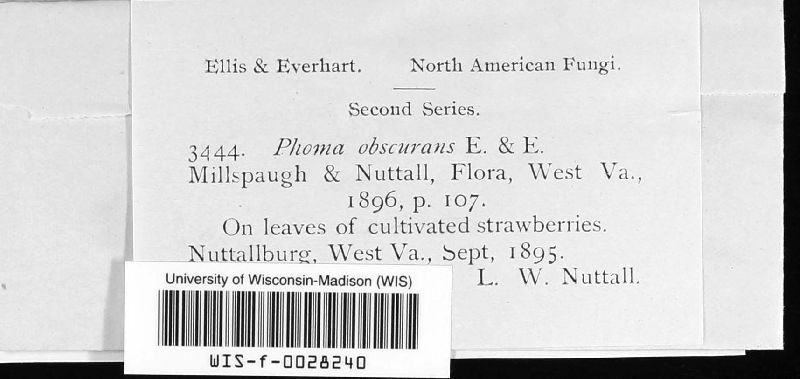 Ellis & Everhart. North American Fungi.
Second Series.
3444. Phoma obscurans E. & E.
Millspaugh & Nuttall, Flora, West Va.,
1896, p. 107.
On leaves of cultivated strawberries.
Nuttallburg, West Va., Sept, 1895.
L. W. Nuttall.
University of Wisconsin-Madison (WIS)
WIS-f-0028240